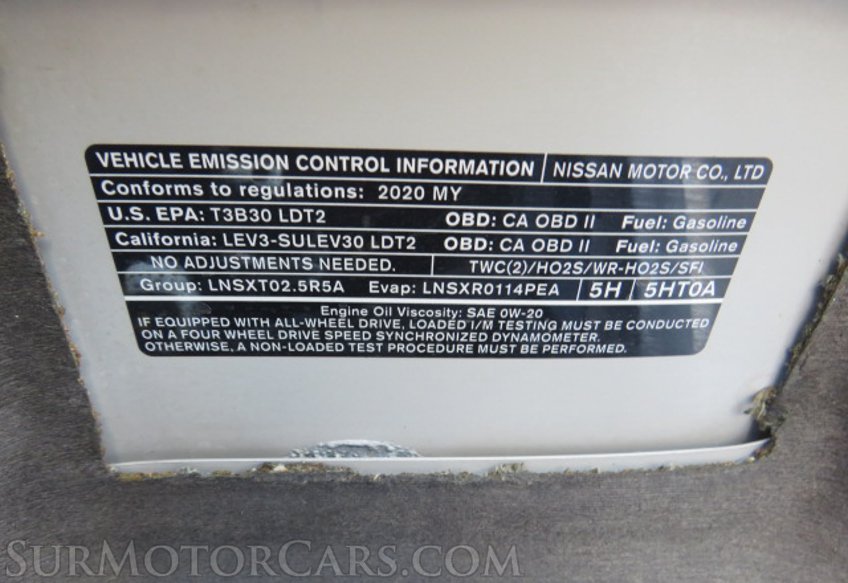 VEHICLE EMISSION CONTROL INFORMATION NISSAN MOTOR CO., LTD
Conforms to regulations: 2020 MY
U.S. EPA: T3B30 LDT2 OBD: CA OBD II Fuel: Gasoline
California: LEV3-SULEV30 LDT2 OBD: CA OBD II Fuel: Gasoline
NO ADJUSTMENTS NEEDED. TWC(2)/HO2S/WR-HO2S/SFI
Group: LNSXT02.5R5A Evap: LNSXR0114PEA 5H 5HT0A
Engine Oil Viscosity: SAE 0W-20
IF EQUIPPED WITH ALL-WHEEL DRIVE, LOADED I/M TESTING MUST BE CONDUCTED
ON A FOUR WHEEL DRIVE SPEED SYNCHRONIZED DYNAMOMETER.
OTHERWISE, A NON-LOADED TEST PROCEDURE MUST BE PERFORMED.
SURMOTORCARS.COM